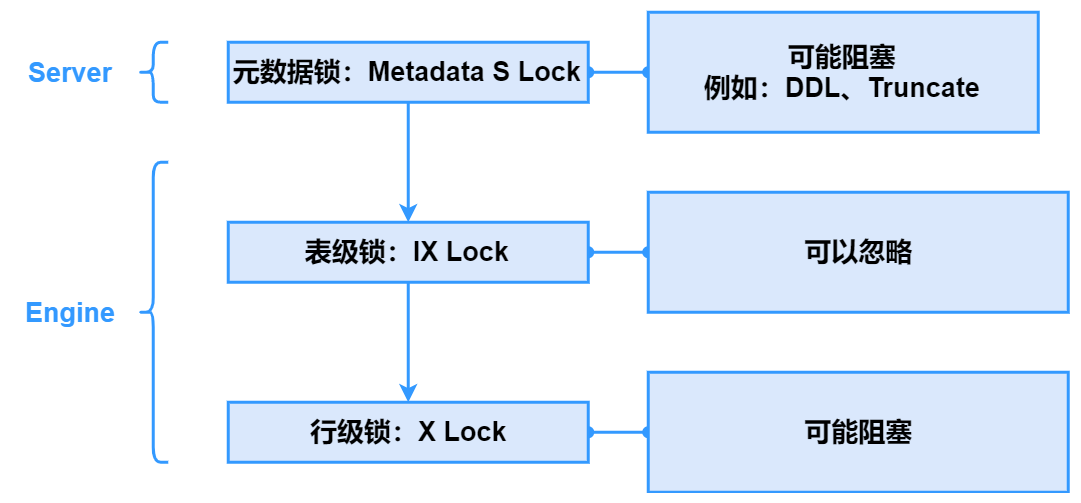 Server
元数据锁：Metadata S Lock
可能阻塞
例如：DDL、Truncate
Engine
表级锁：IX Lock
可以忽略
行级锁：X Lock
可能阻塞